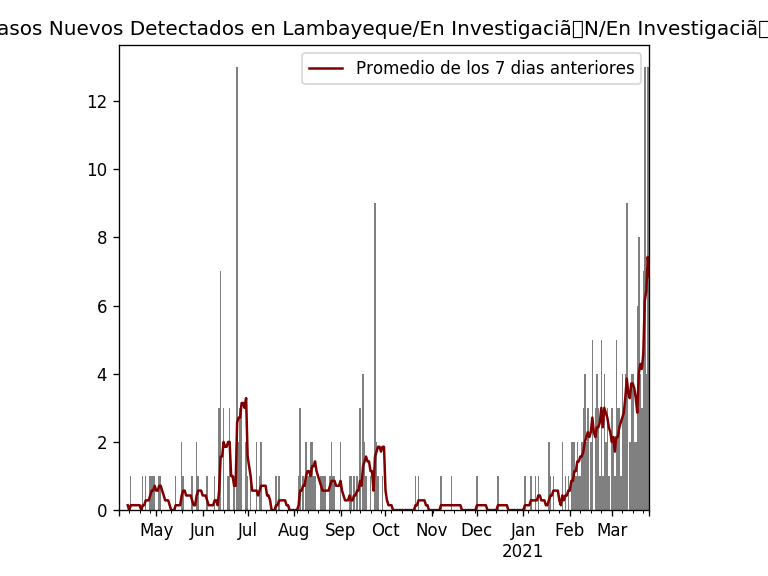 asos Nuevos Detectados en Lambayeque/En Investigaciã▯N/En Investigaciã▯
Promedio de los 7 dias anteriores
12
10
8
6
4
2
0
May Jun Jul Aug Sep Oct Nov Dec Jan Feb Mar
2021